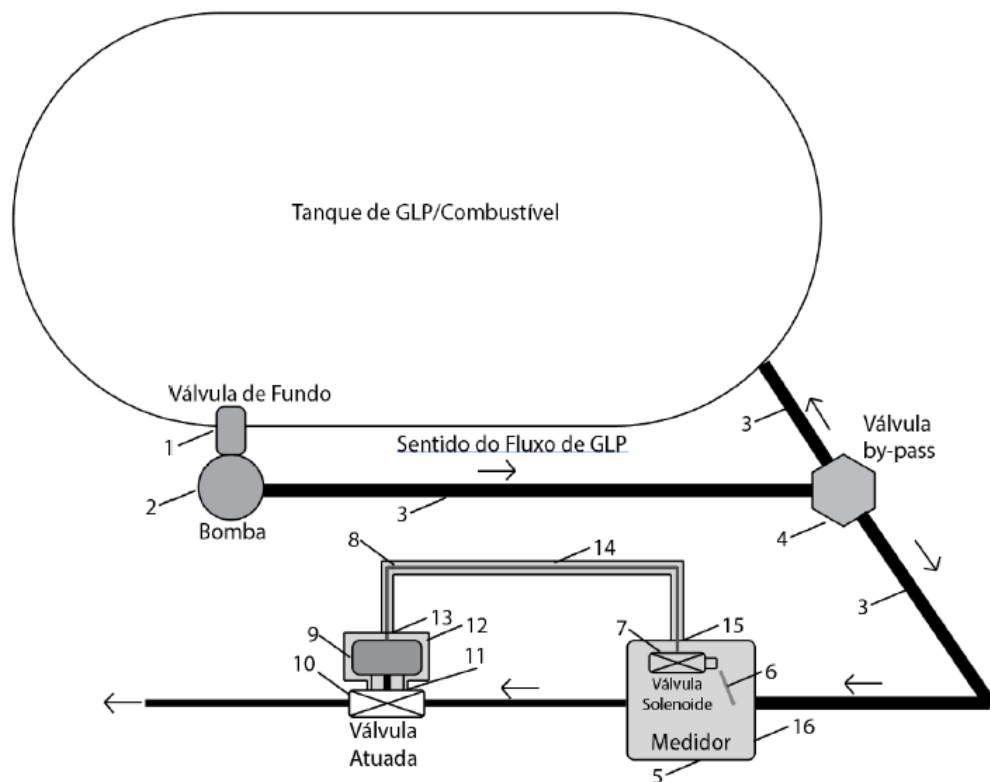 Tanque de GLP/Combustível
Válvula de Fundo
1
Sentido do Fluxo de GLP
3
Válvula
by-pass
2
Bomba
3
4
8
14
3
13
12
9
10
11
7
15
6
Válvula
Solenoide
Válvula
Atuada
Medidor
16
5